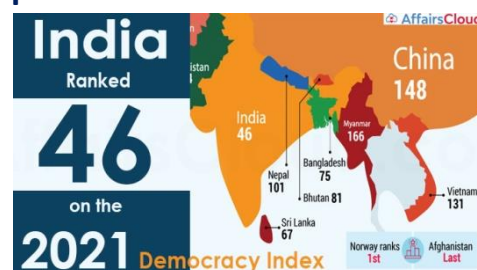 India
Ranked
46
on the
2021 Democracy Index
AffairsCloud
China
148
India
46
Myanmar
166
Nepal
101
Bangladesh
75
Bhutan 81
Sri Lanka
67
Vietnam
131
Norway ranks
1st
Afghanistan
Last